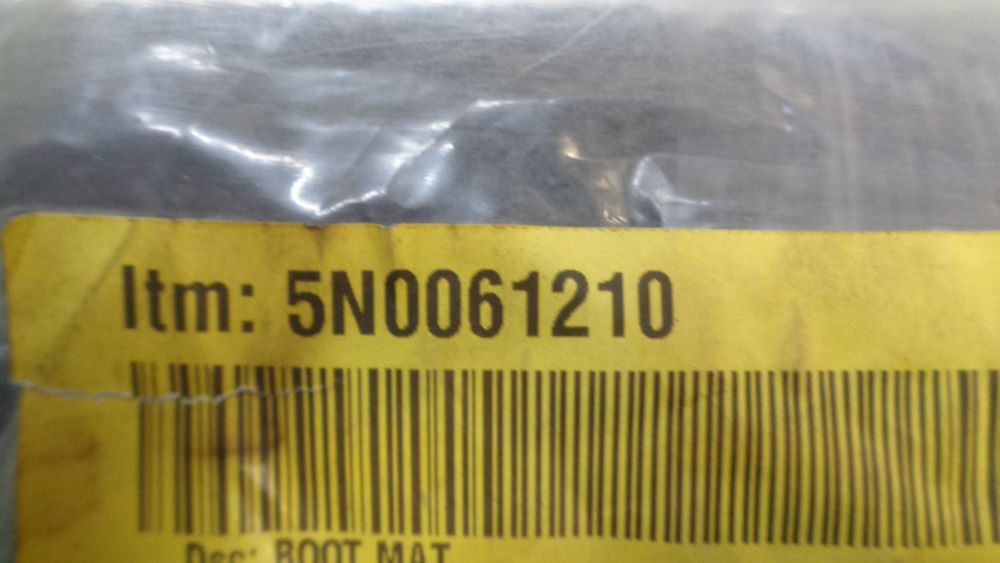 Itm: 5N0061210
Dsc: BOOT MAT